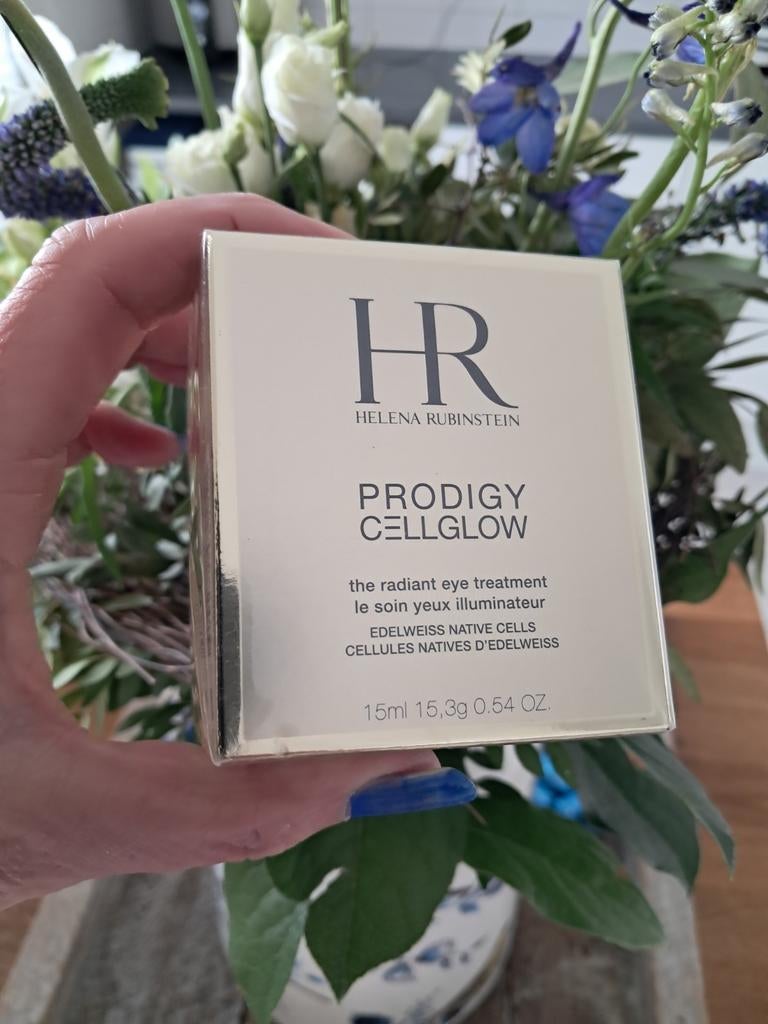 HR
HELENA RUBINSTEIN
PRODIGY
CELLGLOW
the radiant eye treatment
le soin yeux illuminateur
EDELWEISS NATIVE CELLS
CELLULES NATIVES D'EDELWEISS
15ml 15,3g 0.54 OZ.